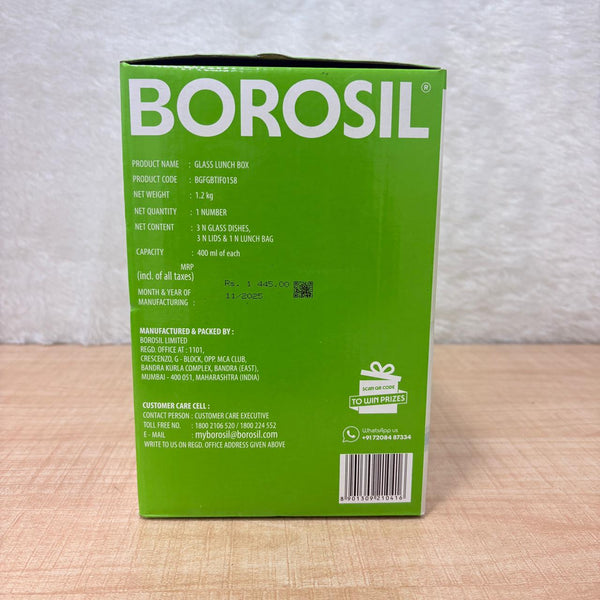 BOROSIL®
PRODUCT NAME : GLASS LUNCH BOX
PRODUCT CODE : BGFGBTIF0158
NET WEIGHT : 1.2 kg
NET QUANTITY : 1 NUMBER
NET CONTENT : 3 N GLASS DISHES,
3 N LIDS & 1 N LUNCH BAG
CAPACITY : 400 ml of each
MRP
(incl. of all taxes)
Rs. 1 445.00
MONTH & YEAR OF
MANUFACTURING : 11/2025
MANUFACTURED & PACKED BY :
BOROSIL LIMITED
REGD. OFFICE AT : 1101,
CRESCENZO, G - BLOCK, OPP. MCA CLUB,
BANDRA KURLA COMPLEX, BANDRA (EAST),
MUMBAI - 400 051, MAHARASHTRA (INDIA)
SCAN QR CODE
TO WIN PRIZES
CUSTOMER CARE CELL :
CONTACT PERSON : CUSTOMER CARE EXECUTIVE
TOLL FREE NO. : 1800 2106 520 / 1800 224 552
E - MAIL : myborosil@borosil.com
WRITE TO US ON REGD. OFFICE ADDRESS GIVEN ABOVE
WhatsApp us
+91 72084 87334
8 901309 210416